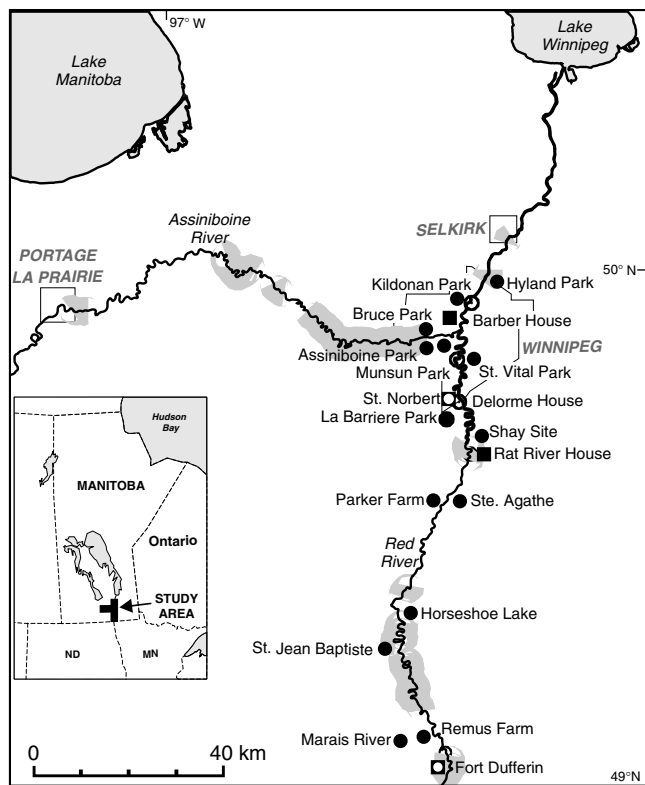 97° W
Lake
Manitoba
Lake
Winnipeg
Assiniboine
River
SELKIRK
PORTAGE
LA PRAIRIE
50° N
Kildonan Park
Hyland Park
Bruce Park
Barber House
Assiniboine Park
WINNIPEG
Munsun Park
St. Vital Park
St. Norbert
Delorme House
La Barriere Park
Shay Site
Rat River House
Parker Farm
Ste. Agathe
Red
River
Horseshoe Lake
St. Jean Baptiste
Remus Farm
Marais River
Fort Dufferin
49°N
Hudson
Bay
MANITOBA
Ontario
STUDY
AREA
ND
MN
0
40 km